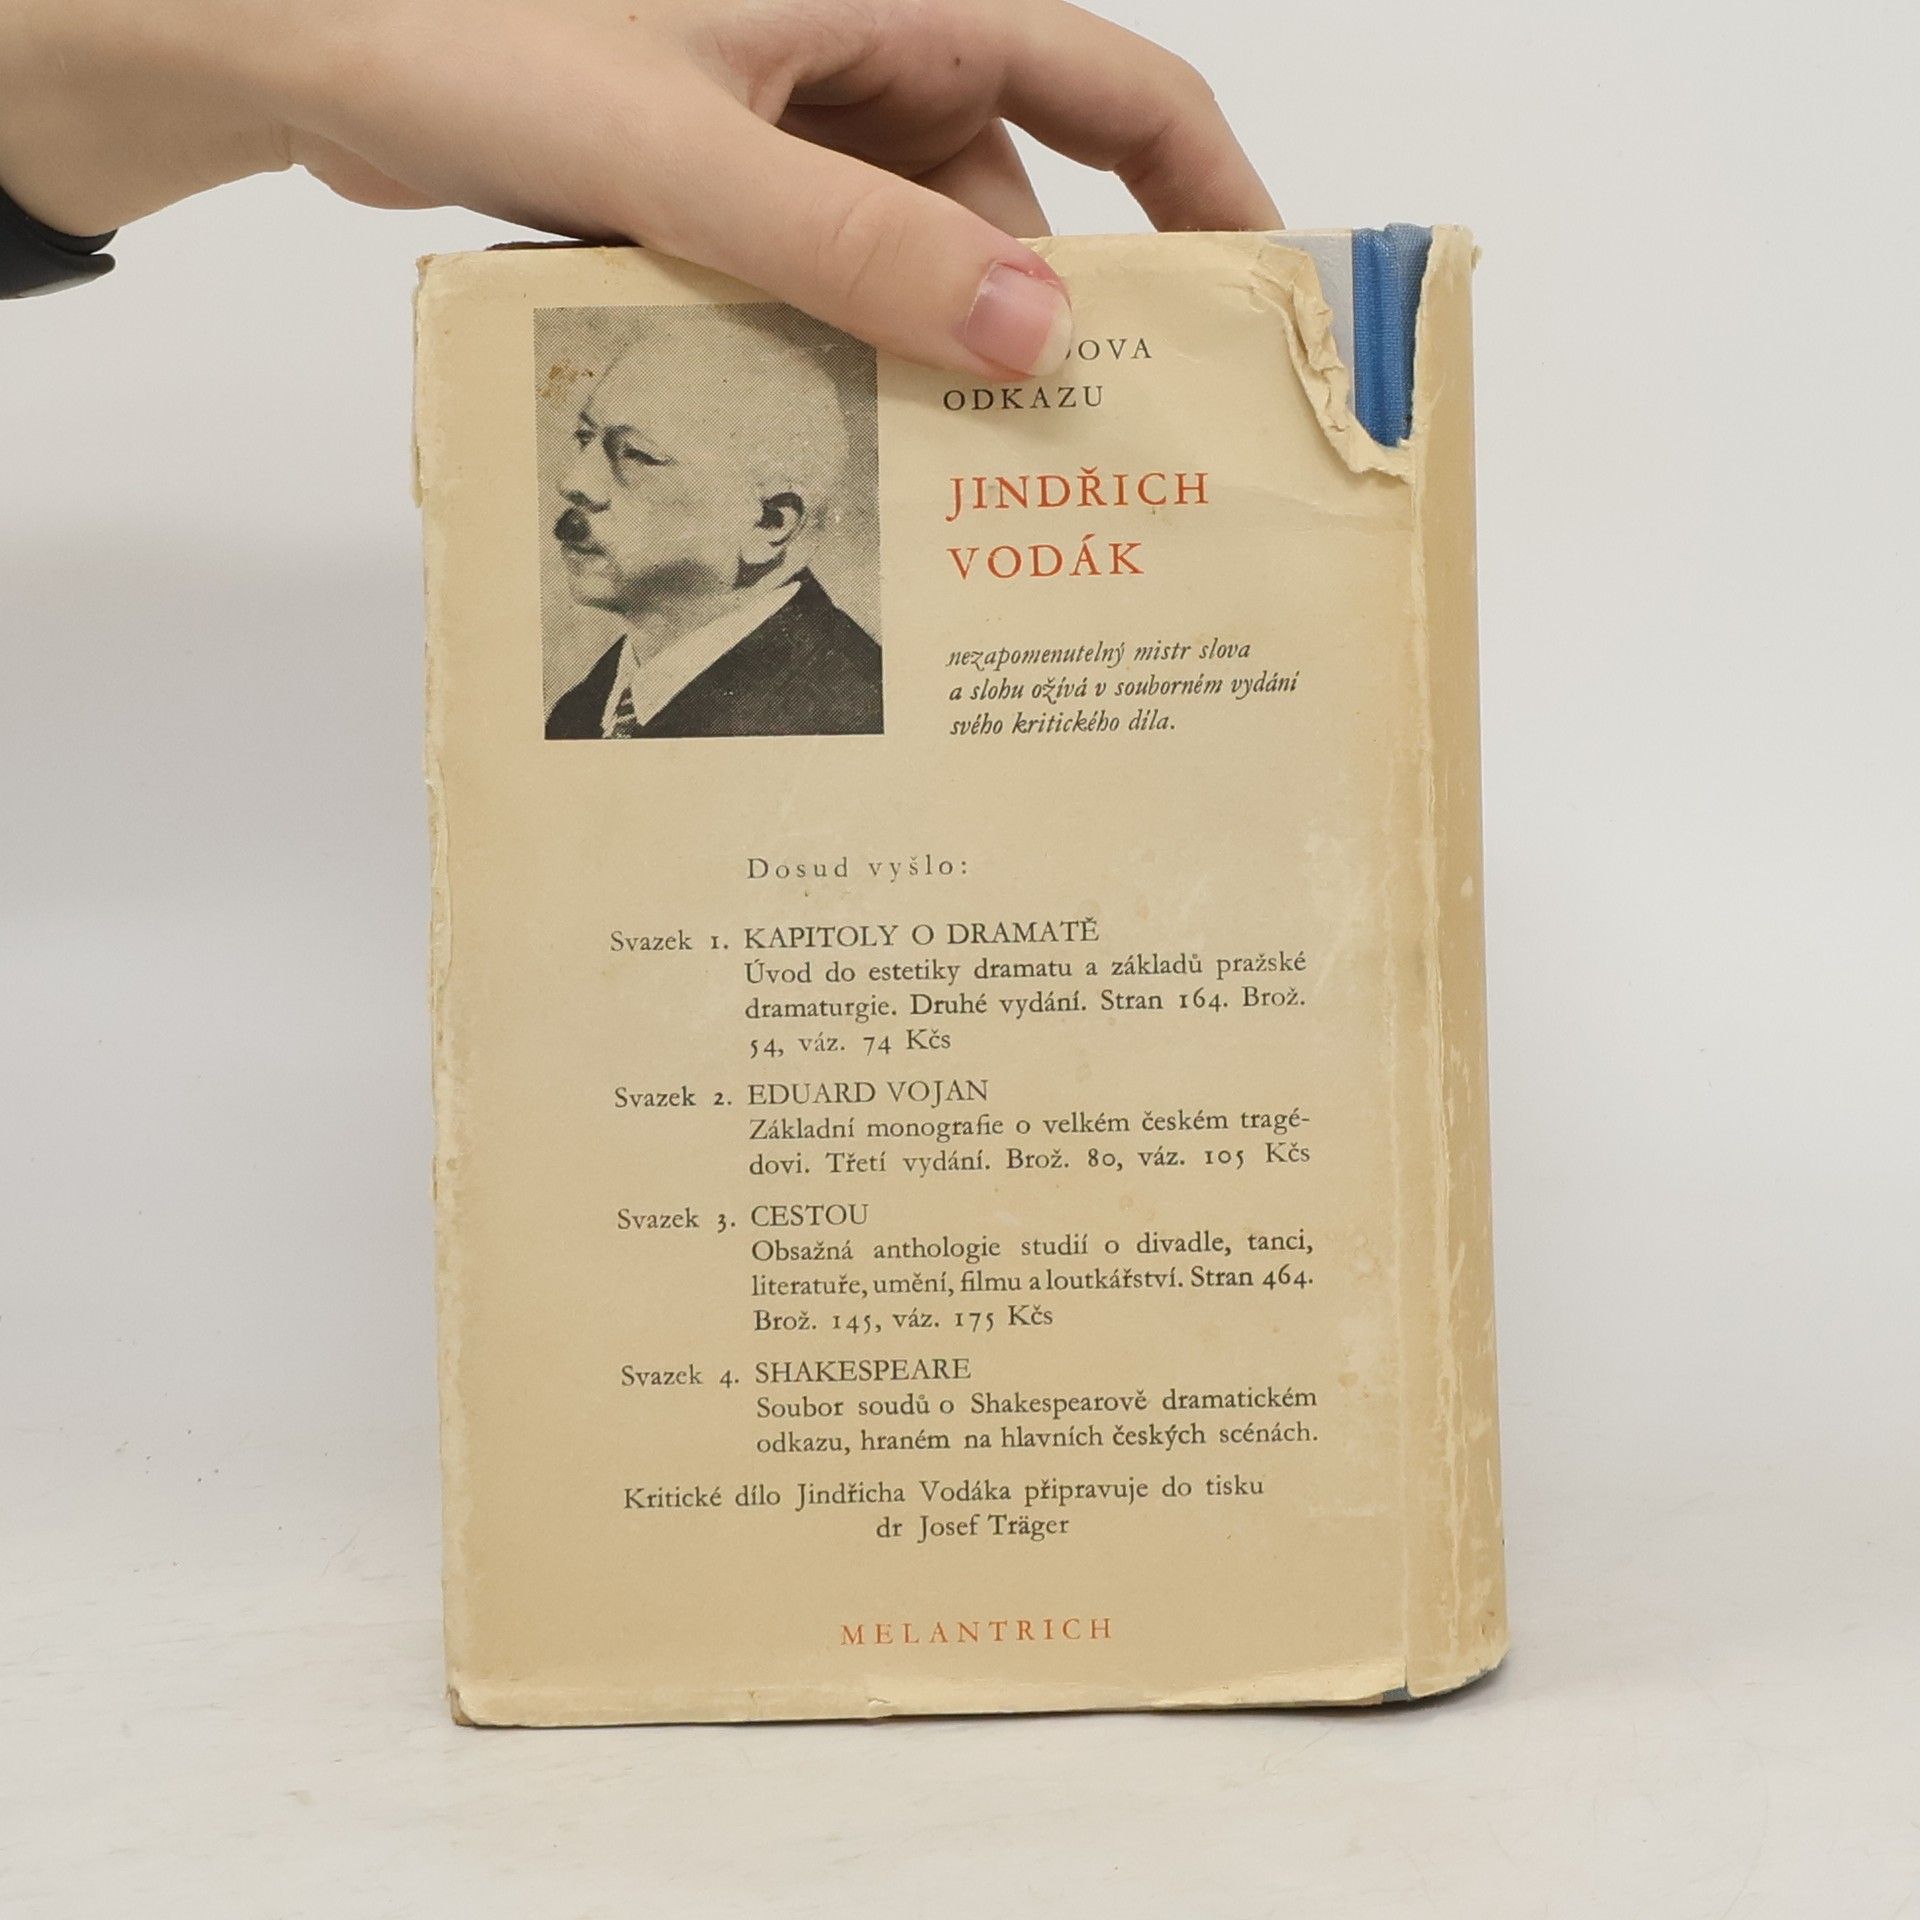 ODKAZU
JINDŘICH
VODÁK
nezapomenutelný mistr slova
a slohu ožívá v souborném vydání
svého kritického díla.
Dosud vyšlo:
Svazek 1. KAPITOLY O DRAMATĚ
Úvod do estetiky dramatu a základů pražské
dramaturgie. Druhé vydání. Stran 164. Brož.
54, váz. 74 Kčs
Svazek 2. EDUARD VOJAN
Základní monografie o velkém českém tragé-
dovi. Třetí vydání. Brož. 80, váz. 105 Kčs
Svazek 3. CESTOU
Obsažná anthologie studií o divadle, tanci,
literatuře, umění, filmu a loutkářství. Stran 464.
Brož. 145, váz. 175 Kčs
Svazek 4. SHAKESPEARE
Soubor soudů o Shakespearově dramatickém
odkazu, hraném na hlavních českých scénách.
Kritické dílo Jindřicha Vodáka připravuje do tisku
dr Josef Träger
MELANTRICH